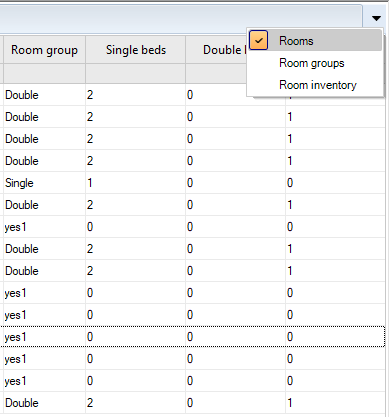 Rooms
Room groups
Room inventory
Room group Single beds Double
Double 2 0
Double 2 0 1
Double 2 0 1
Double 2 0 1
Single 1 0 0
Double 2 0 1
yes1 0 0 0
Double 2 0 1
Double 2 0 1
yes1 0 0 0
yes1 0 0 0
yes1 0 0 0
yes1 0 0 0
yes1 0 0 0
Double 2 0 1